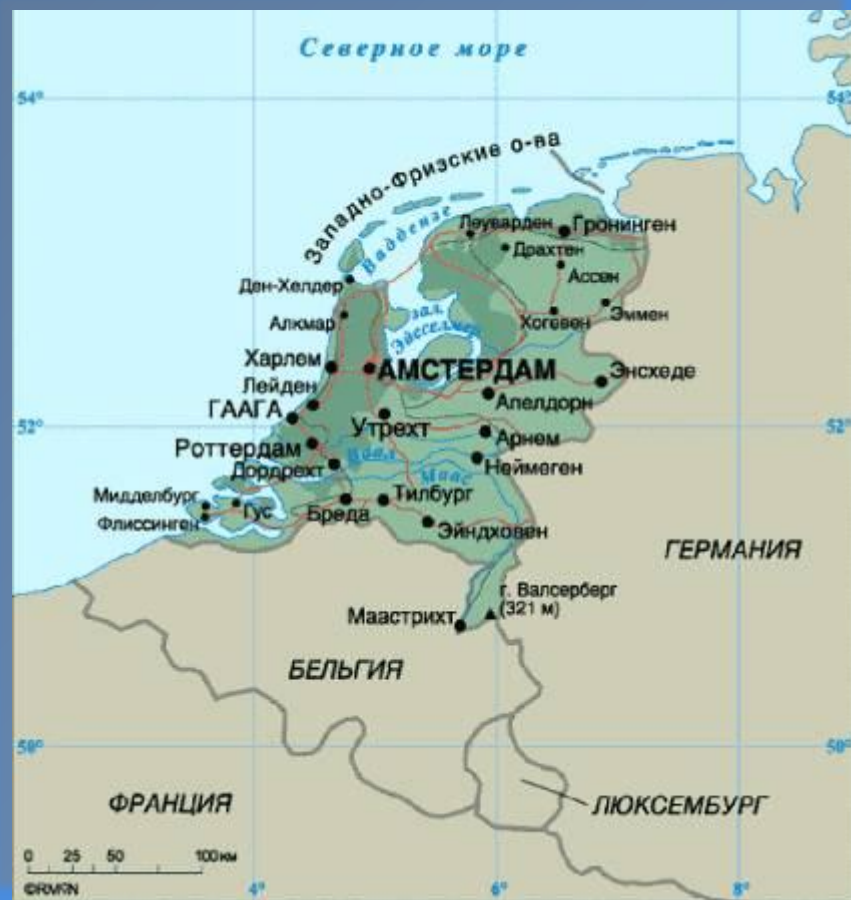 Северное море
54°
54°
Западно-Фризские о-ва
Ваддензе
Леуварден
Гронинген
Драхтен
Ассен
Ден-Хелдер
Алкмар
зал.
Эйсселмер
Хогевен
Эммен
Харлем
АМСТЕРДАМ
Энсхеде
Лейден
Апелдорн
ГААГА
52°
52°
Утрехт
Арнем
Роттердам
Ваал
Неймеген
Дордрехт
Маас
Мидделбург
Гус
Бреда
Тилбург
Флиссинген
Эйндховен
ГЕРМАНИЯ
г. Валсерберг
(321 м)
Маастрихт
БЕЛЬГИЯ
50°
50°
ФРАНЦИЯ
ЛЮКСЕМБУРГ
0 25 50 100 км
4°
6°
8°